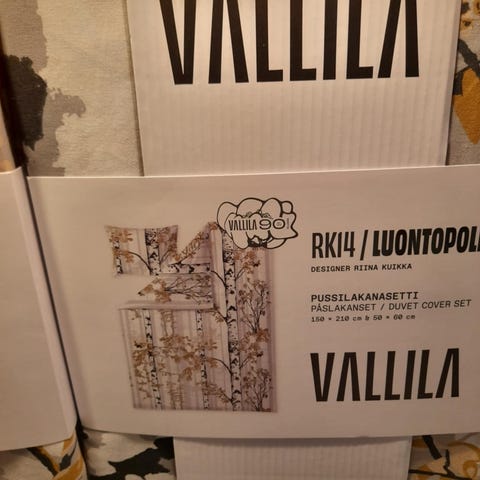 VALLILA
VALLILA 90
RK14 / LUONTOPOL
DESIGNER RIINA KUIKKA
PUSSILAKANASETTI
PÅSLAKANSET / DUVET COVER SET
150 × 210 cm & 50 × 60 cm
VALLILA